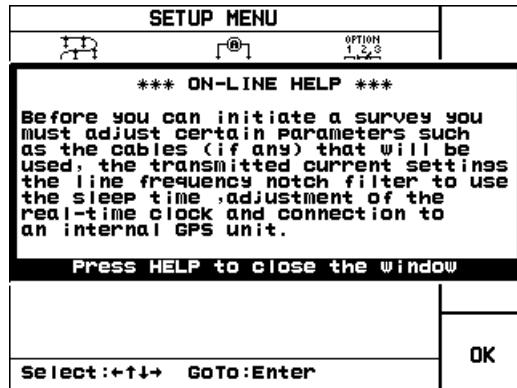 SETUP MENU
A
OPTION
1 2 3
*** ON-LINE HELP ***
Before you can initiate a survey you
must adjust certain parameters such
as the cables (if any) that will be
used, the transmitted current settings
the line frequency notch filter to use
the sleep time ,adjustment of the
real-time clock and connection to
an internal GPS unit.
Press HELP to close the window
OK
Select:←↑↓→ GoTo:Enter